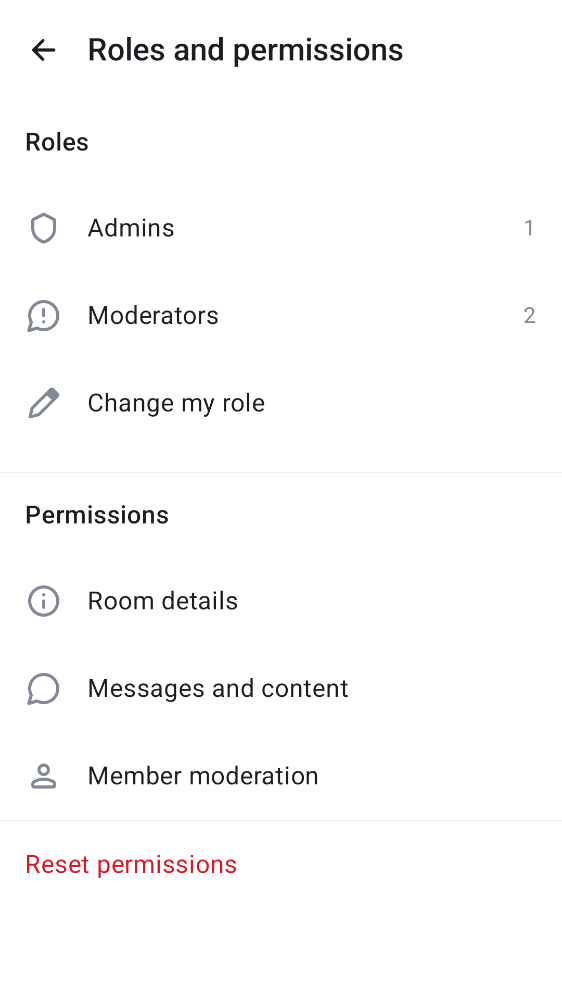 Roles and permissions
Roles
Admins 1
Moderators 2
Change my role
Permissions
Room details
Messages and content
Member moderation
Reset permissions